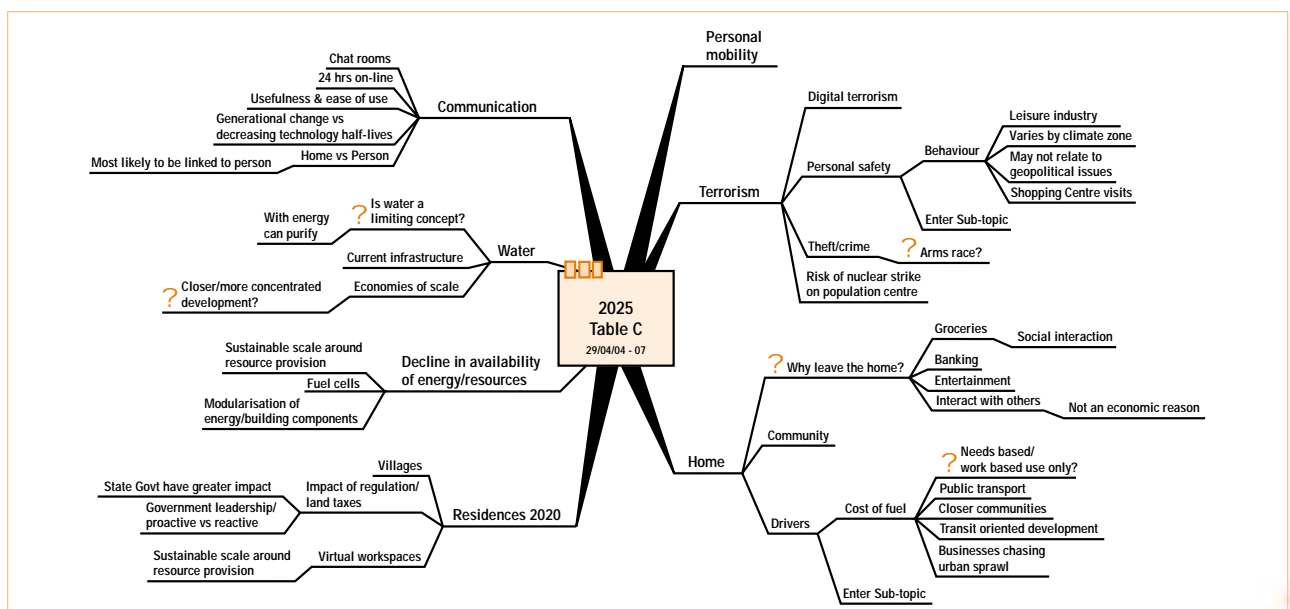 Personal
mobility
Chat rooms
24 hrs on-line
Usefulness & ease of use
Generational change vs
decreasing technology half-lives
Home vs Person
Most likely to be linked to person
Communication
Digital terrorism
Personal safety
Behaviour
Leisure industry
Varies by climate zone
May not relate to
geopolitical issues
Shopping Centre visits
Enter Sub-topic
Terrorism
Theft/crime
? Arms race?
Risk of nuclear strike
on population centre
With energy
can purify
? Is water a
limiting concept?
Water
Current infrastructure
Economies of scale
? Closer/more concentrated
development?
2025
Table C
29/04/04 - 07
Sustainable scale around
resource provision
Fuel cells
Modularisation of
energy/building components
Decline in availability
of energy/resources
? Why leave the home?
Groceries
Social interaction
Banking
Entertainment
Interact with others
Not an economic reason
Community
Home
Drivers
Cost of fuel
? Needs based/
work based use only?
Public transport
Closer communities
Transit oriented development
Businesses chasing
urban sprawl
Enter Sub-topic
Villages
State Govt have greater impact
Impact of regulation/
land taxes
Government leadership/
proactive vs reactive
Residences 2020
Sustainable scale around
resource provision
Virtual workspaces